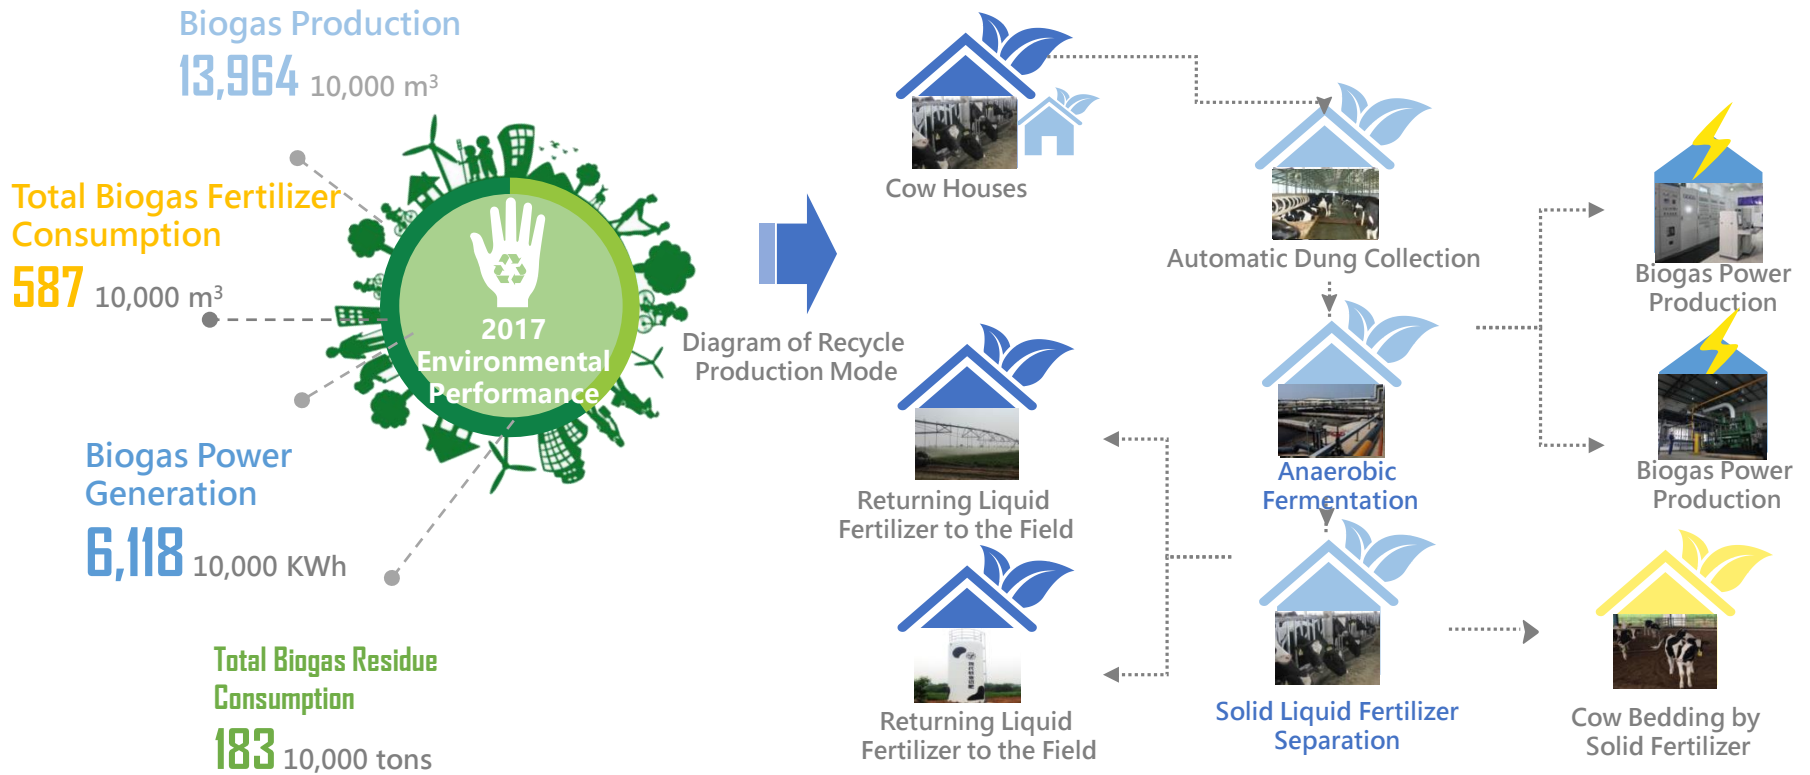 Biogas Production
13,964 10,000 m³
Total Biogas Fertilizer
Consumption
587 10,000 m³
2017
Environmental
Performance
Biogas Power
Generation
6,118 10,000 KWh
Total Biogas Residue
Consumption
183 10,000 tons
Diagram of Recycle
Production Mode
Cow Houses
Automatic Dung Collection
Biogas Power
Production
Anaerobic
Fermentation
Biogas Power
Production
Returning Liquid
Fertilizer to the Field
Solid Liquid Fertilizer
Separation
Returning Liquid
Fertilizer to the Field
Cow Bedding by
Solid Fertilizer